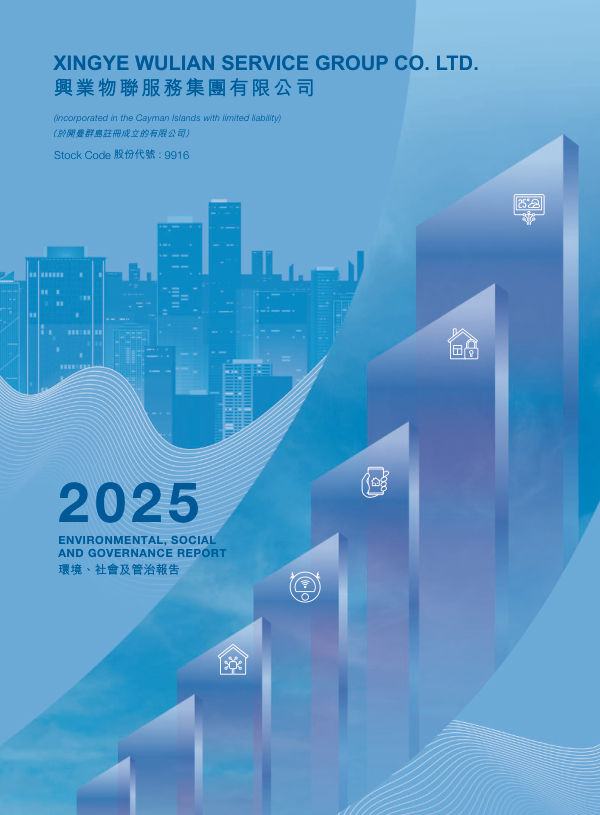 XINGYE WULIAN SERVICE GROUP CO. LTD.
興業物聯服務集團有限公司
(incorporated in the Cayman Islands with limited liability)
（於開曼群島註冊成立的有限公司）
Stock Code 股份代號 : 9916
25°
2025
ENVIRONMENTAL, SOCIAL
AND GOVERNANCE REPORT
環境、社會及管治報告